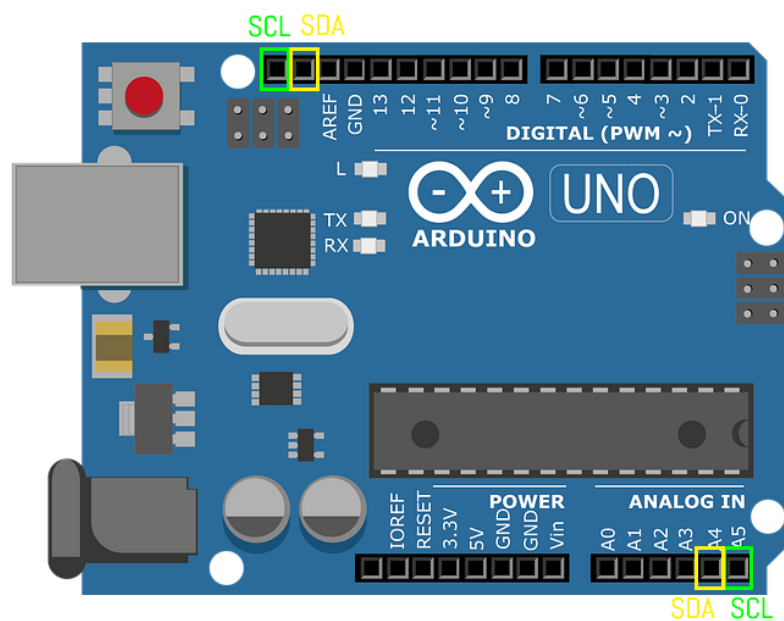 SCL SDA
AREF
GND
13
12
~11
~10
~9
8
7
~6
~5
4
~3
2
TX-1
RX-0
DIGITAL (PWM ~)
L
TX
RX
- +
ARDUINO
UNO
ON
POWER
ANALOG IN
IOREF
RESET
3.3V
5V
GND
GND
Vin
A0
A1
A2
A3
A4
A5
SDA SCL